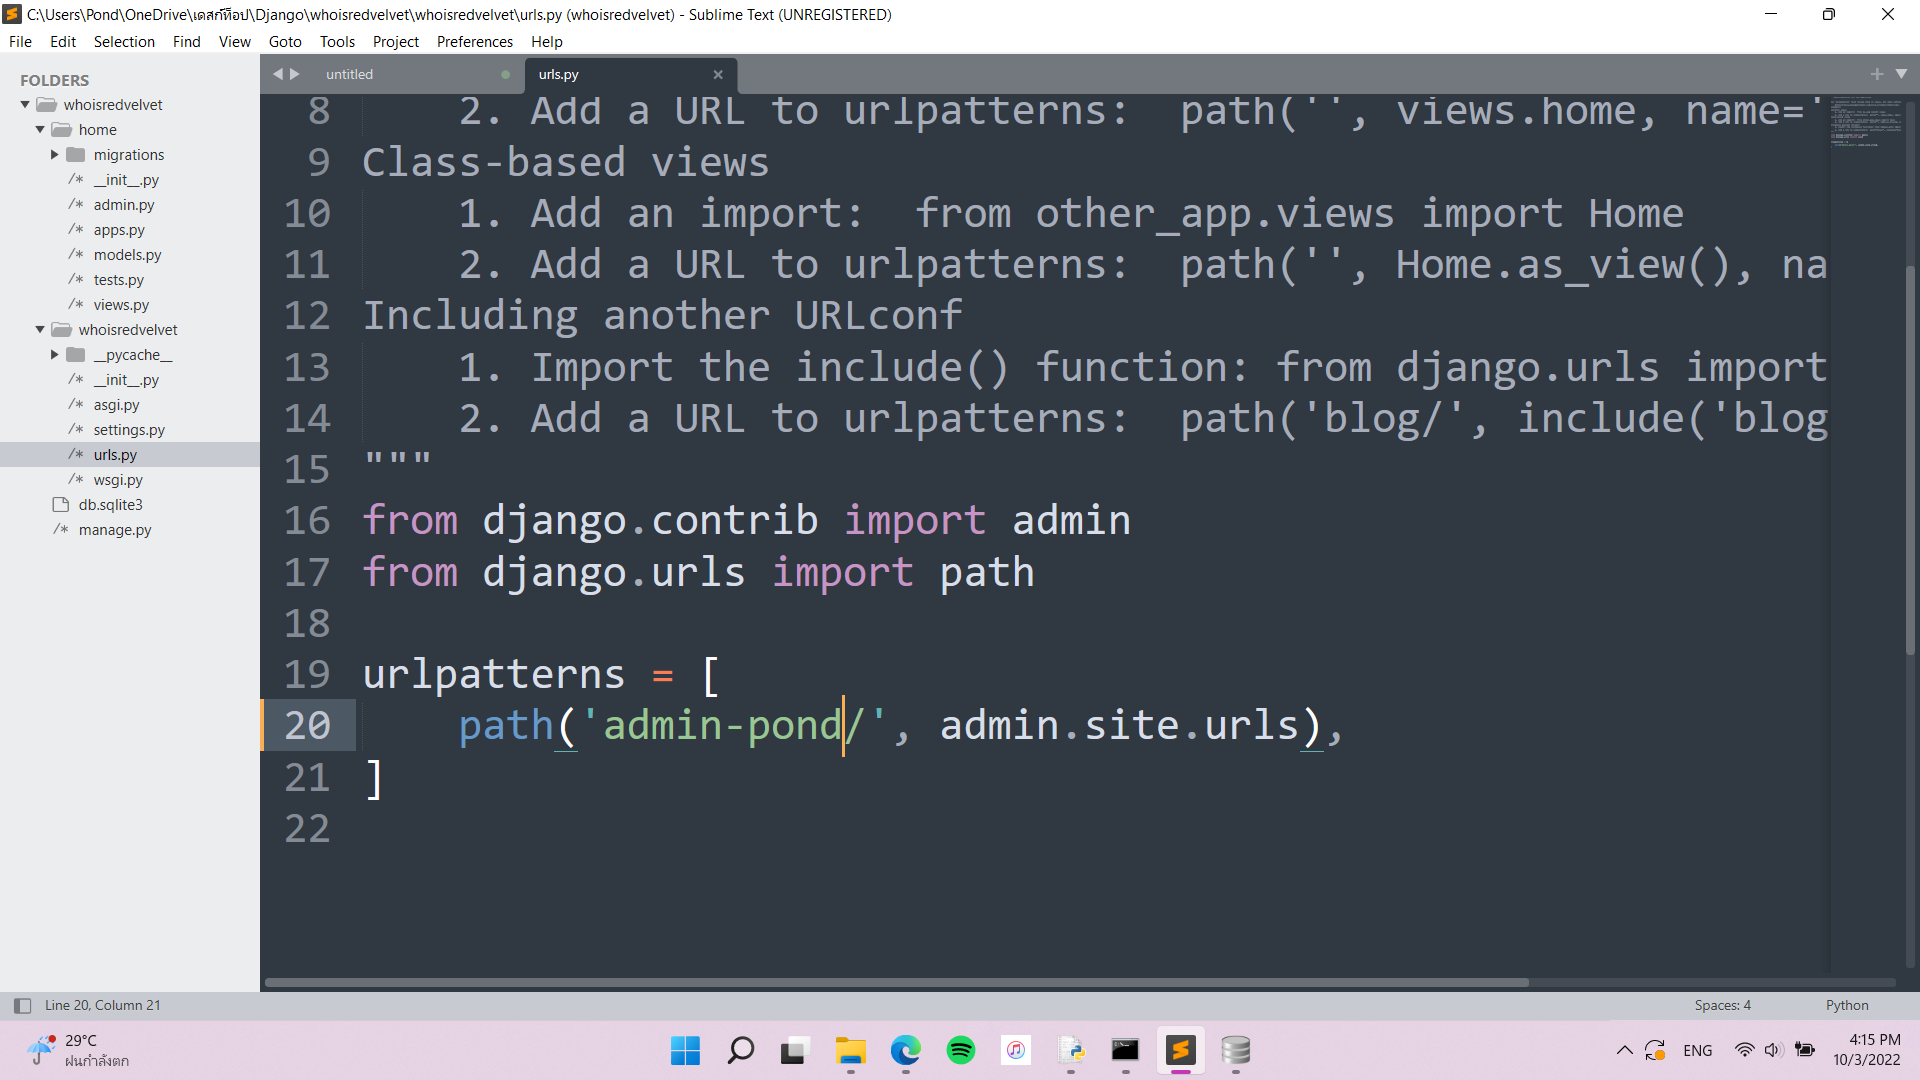 C:\Users\Pond\OneDrive\เดสก์ท็อป\Django\whoisredvelvet\whoisredvelvet\urls.py (whoisredvelvet) - Sublime Text (UNREGISTERED)
File Edit Selection Find View Goto Tools Project Preferences Help
FOLDERS
whoisredvelvet
home
migrations
/* __init__.py
/* admin.py
/* apps.py
/* models.py
/* tests.py
/* views.py
whoisredvelvet
__pycache__
/* __init__.py
/* asgi.py
/* settings.py
/* urls.py
/* wsgi.py
db.sqlite3
/* manage.py
untitled
urls.py
8 2. Add a URL to urlpatterns:  path('', views.home, name='
9 Class-based views
10 1. Add an import:  from other_app.views import Home
11 2. Add a URL to urlpatterns:  path('', Home.as_view(), na
12 Including another URLconf
13 1. Import the include() function: from django.urls import
14 2. Add a URL to urlpatterns:  path('blog/', include('blog
15 """
16 from django.contrib import admin
17 from django.urls import path
18
19 urlpatterns = [
20 path('admin-pond/', admin.site.urls),
21 ]
22
Line 20, Column 21
Spaces: 4
Python
29°C
ฝนกำลังตก
ENG
4:15 PM
10/3/2022